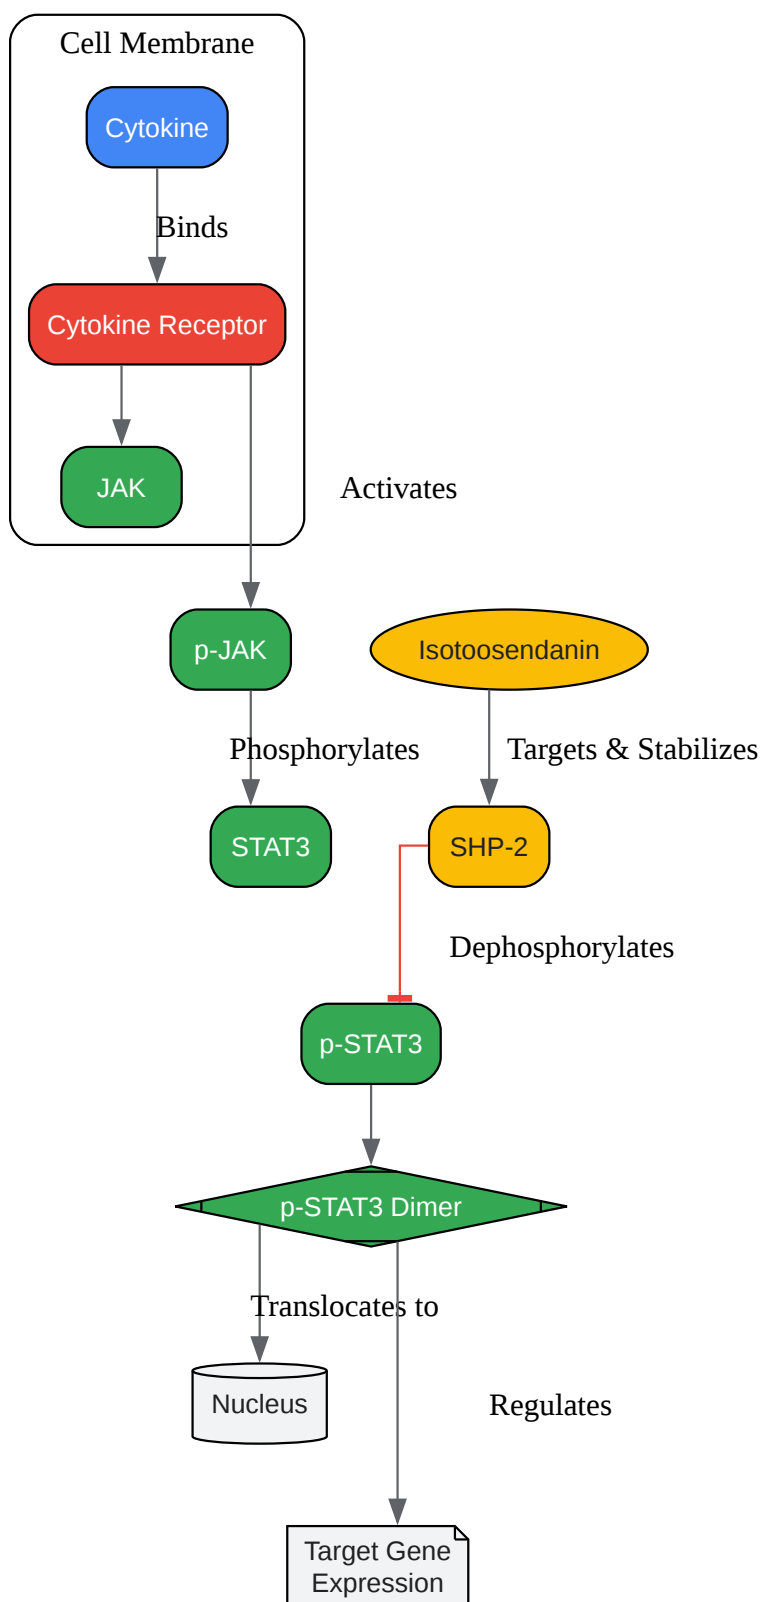 Cell Membrane
Cytokine
Binds
Cytokine Receptor
JAK
Activates
p-JAK
Isotoosendanin
Phosphorylates
Targets & Stabilizes
STAT3
SHP-2
Dephosphorylates
p-STAT3
p-STAT3 Dimer
Translocates to
Nucleus
Regulates
Target Gene
Expression